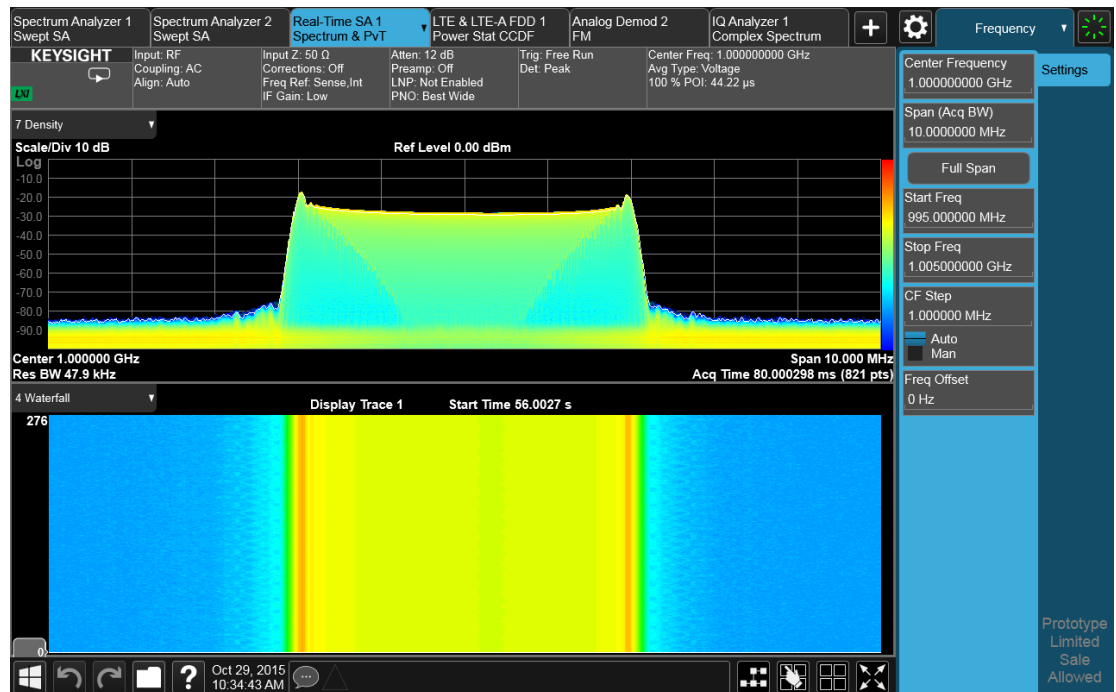 Spectrum Analyzer 1
Swept SA
Spectrum Analyzer 2
Swept SA
Real-Time SA 1
Spectrum & PvT
LTE & LTE-A FDD 1
Power Stat CCDF
Analog Demod 2
FM
IQ Analyzer 1
Complex Spectrum
Frequency
KEYSIGHT
LXI
Input: RF
Coupling: AC
Align: Auto
Input Z: 50 Ω
Corrections: Off
Freq Ref: Sense,Int
IF Gain: Low
Atten: 12 dB
Preamp: Off
LNP: Not Enabled
PNO: Best Wide
Trig: Free Run
Det: Peak
Center Freq: 1.000000000 GHz
Avg Type: Voltage
100 % POI: 44.22 µs
7 Density
Scale/Div 10 dB
Ref Level 0.00 dBm
Log
-10.0
-20.0
-30.0
-40.0
-50.0
-60.0
-70.0
-80.0
-90.0
Center 1.000000 GHz
Span 10.000 MHz
Res BW 47.9 kHz
Acq Time 80.000298 ms (821 pts)
4 Waterfall
Display Trace 1
Start Time 56.0027 s
276
0
Center Frequency
1.000000000 GHz
Settings
Span (Acq BW)
10.0000000 MHz
Full Span
Start Freq
995.000000 MHz
Stop Freq
1.005000000 GHz
CF Step
1.000000 MHz
Auto
Man
Freq Offset
0 Hz
Prototype
Limited
Sale
Allowed
?
Oct 29, 2015
10:34:43 AM